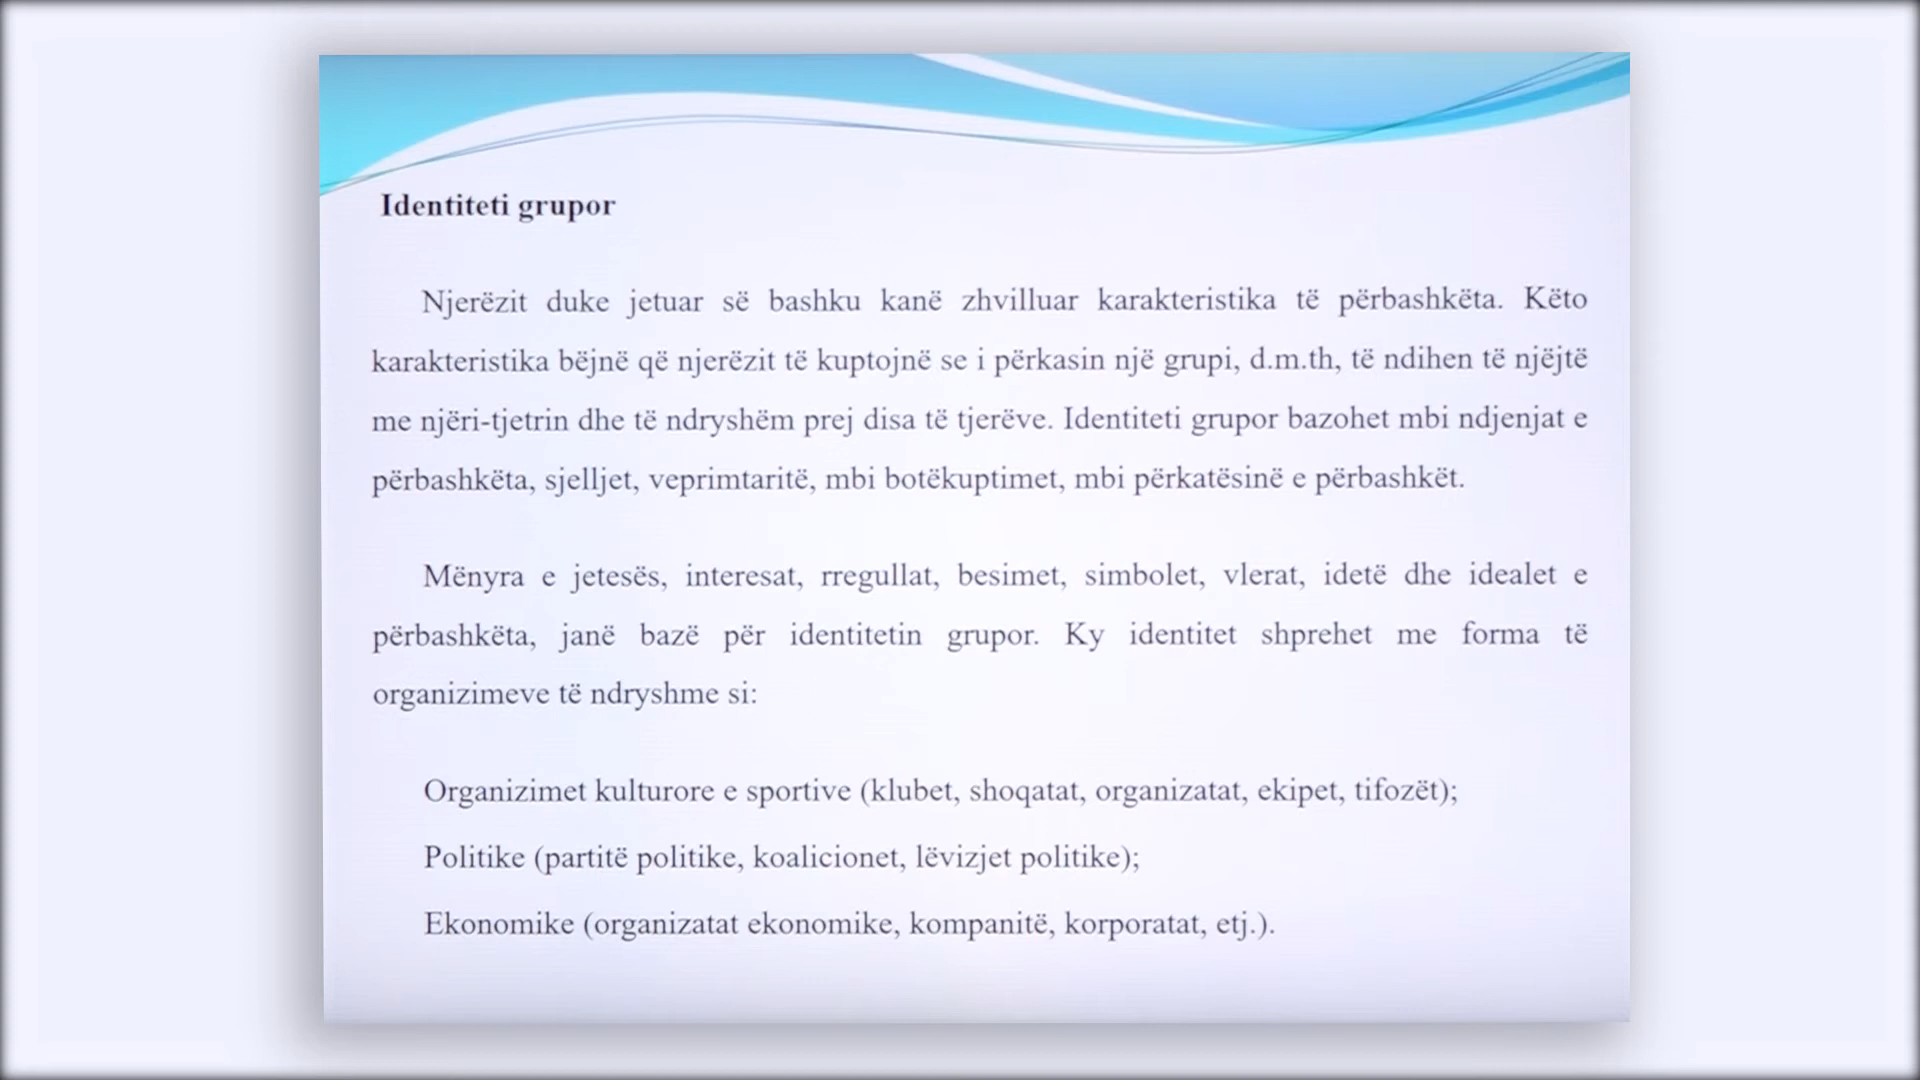 Identiteti grupor
Njerëzit duke jetuar së bashku kanë zhvilluar karakteristika të përbashkëta. Këto
karakteristika bëjnë që njerëzit të kuptojnë se i përkasin një grupi, d.m.th, të ndihen të njëjtë
me njëri-tjetrin dhe të ndryshëm prej disa të tjerëve. Identiteti grupor bazohet mbi ndjenjat e
përbashkëta, sjelljet, veprimtaritë, mbi botëkuptimet, mbi përkatësinë e përbashkët.
Mënyra e jetesës, interesat, rregullat, besimet, simbolet, vlerat, idetë dhe idealet e
përbashkëta, janë bazë për identitetin grupor. Ky identitet shprehet me forma të
organizimeve të ndryshme si:
Organizimet kulturore e sportive (klubet, shoqatat, organizatat, ekipet, tifozët);
Politike (partitë politike, koalicionet, lëvizjet politike);
Ekonomike (organizatat ekonomike, kompanitë, korporatat, etj.).